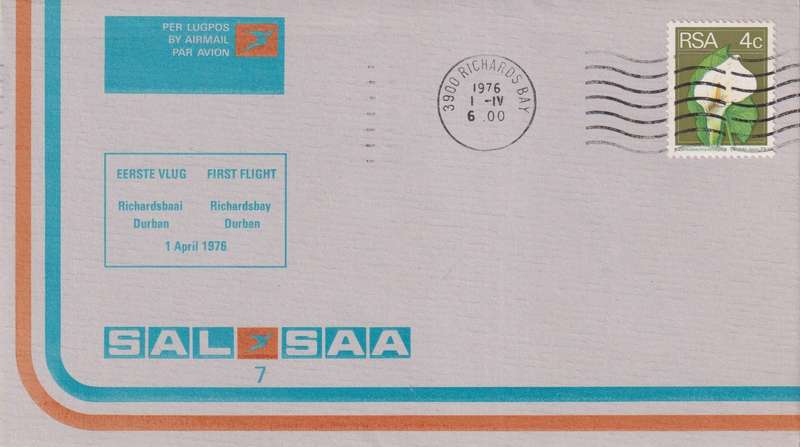 PER LUGPOS
BY AIRMAIL
PAR AVION
3900 RICHARDS BAY
1976
1 -IV
6.00
RSA 4c
EERSTE VLUG FIRST FLIGHT
Richardsbaai Richardsbay
Durban Durban
1 April 1976
SAL SAA
7